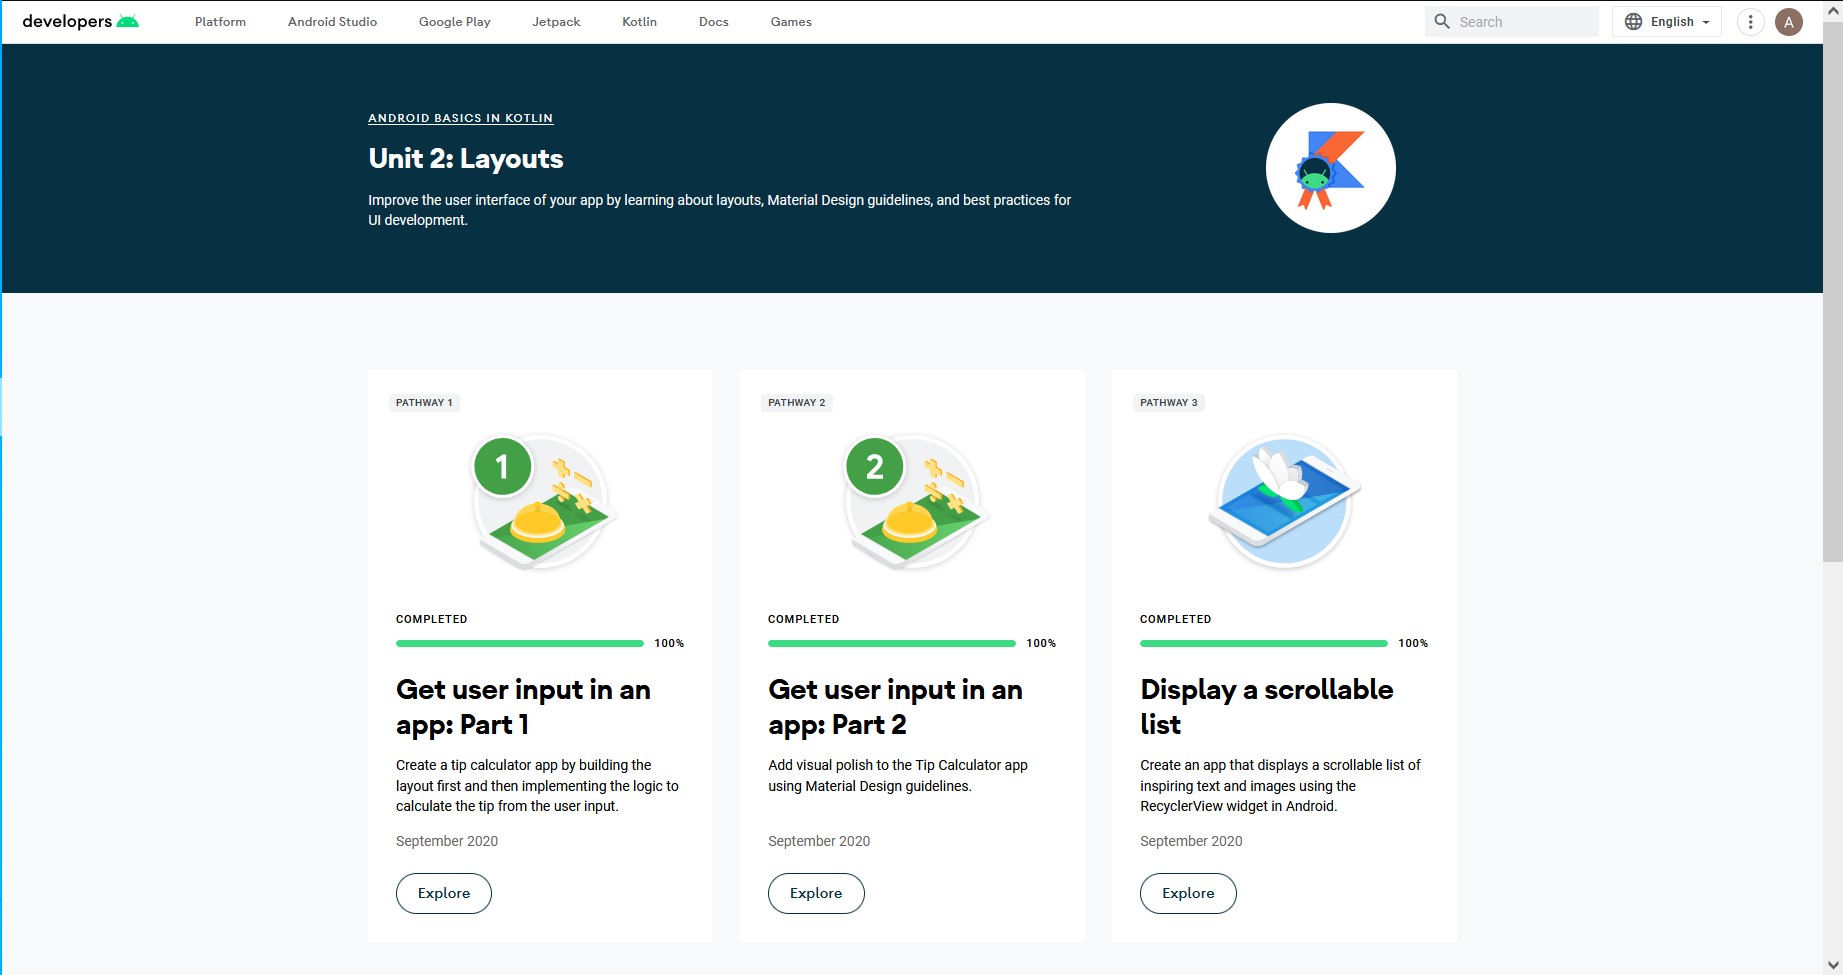 developers
Platform
Android Studio
Google Play
Jetpack
Kotlin
Docs
Games
Search
English
A
ANDROID BASICS IN KOTLIN
Unit 2: Layouts
Improve the user interface of your app by learning about layouts, Material Design guidelines, and best practices for
UI development.
PATHWAY 1
1
COMPLETED
100%
Get user input in an
app: Part 1
Create a tip calculator app by building the
layout first and then implementing the logic to
calculate the tip from the user input.
September 2020
Explore
PATHWAY 2
2
COMPLETED
100%
Get user input in an
app: Part 2
Add visual polish to the Tip Calculator app
using Material Design guidelines.
September 2020
Explore
PATHWAY 3
COMPLETED
100%
Display a scrollable
list
Create an app that displays a scrollable list of
inspiring text and images using the
RecyclerView widget in Android.
September 2020
Explore